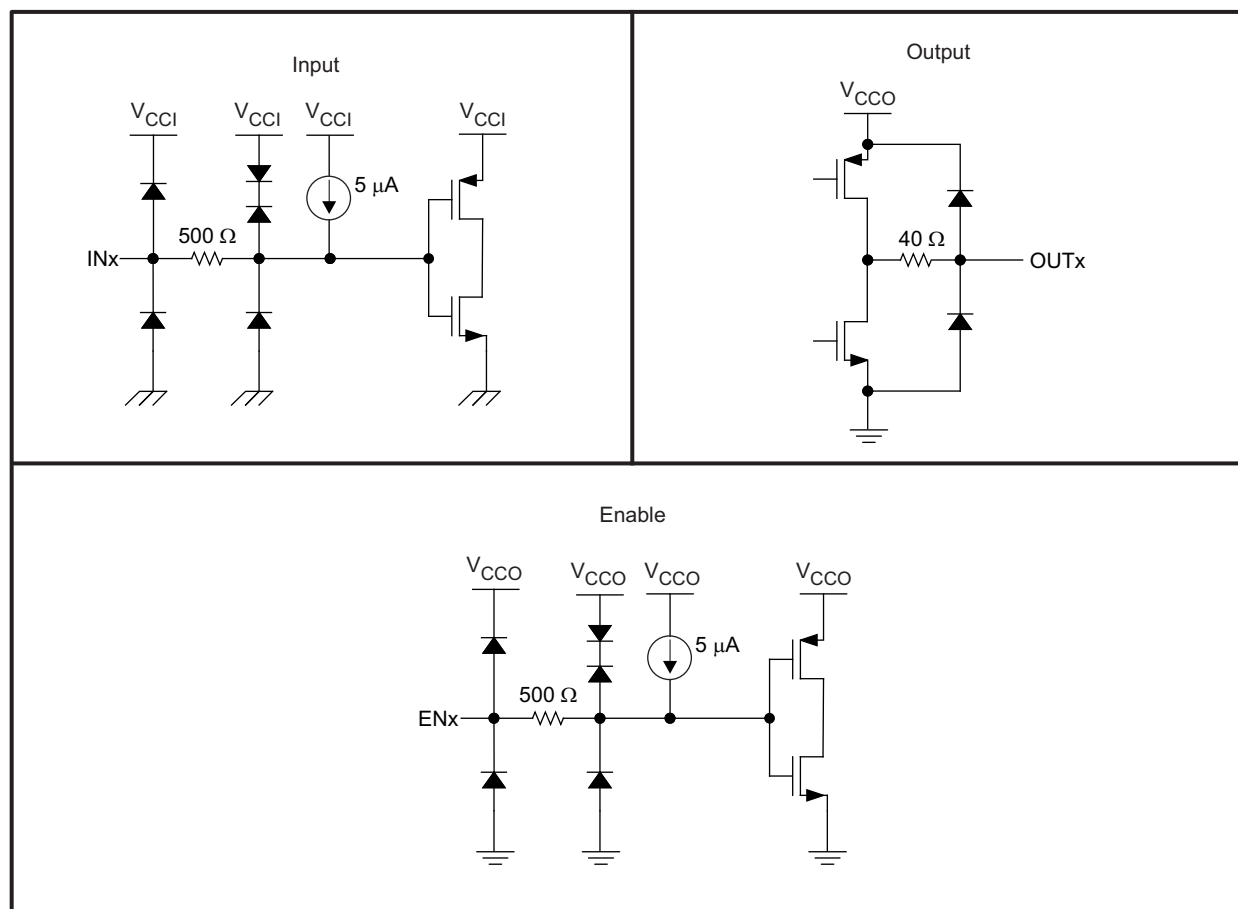 Input
V_CCI V_CCI V_CCI V_CCI
5 μA
500 Ω
INx
Output
V_CCO
40 Ω
OUTx
Enable
V_CCO V_CCO V_CCO V_CCO
5 μA
500 Ω
ENx